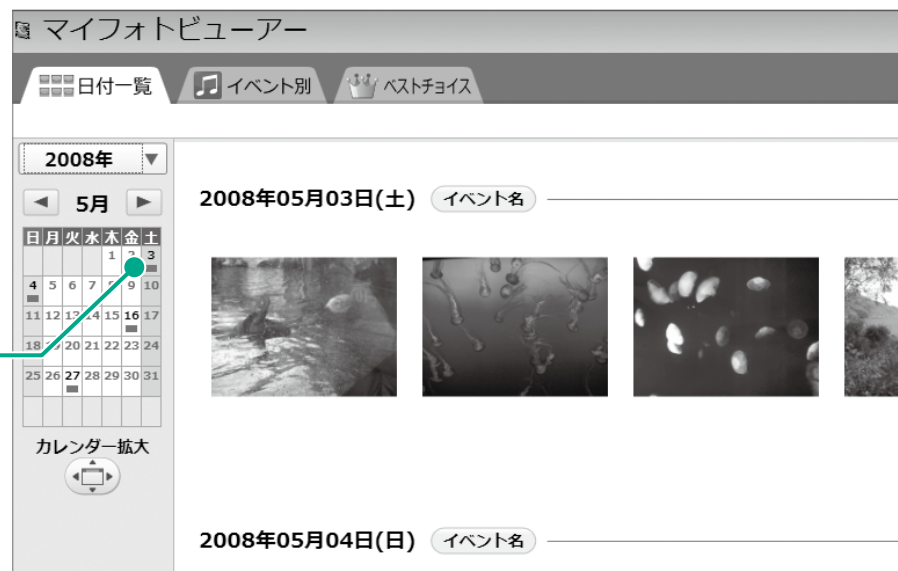 マイフォトビューアー
日付一覧 イベント別 ベストチョイス
2008年
5月
日 月 火 水 木 金 土
1 2 3
4 5 6 7 8 9 10
11 12 13 14 15 16 17
18 19 20 21 22 23 24
25 26 27 28 29 30 31
カレンダー拡大
2008年05月03日(土) イベント名
2008年05月04日(日) イベント名